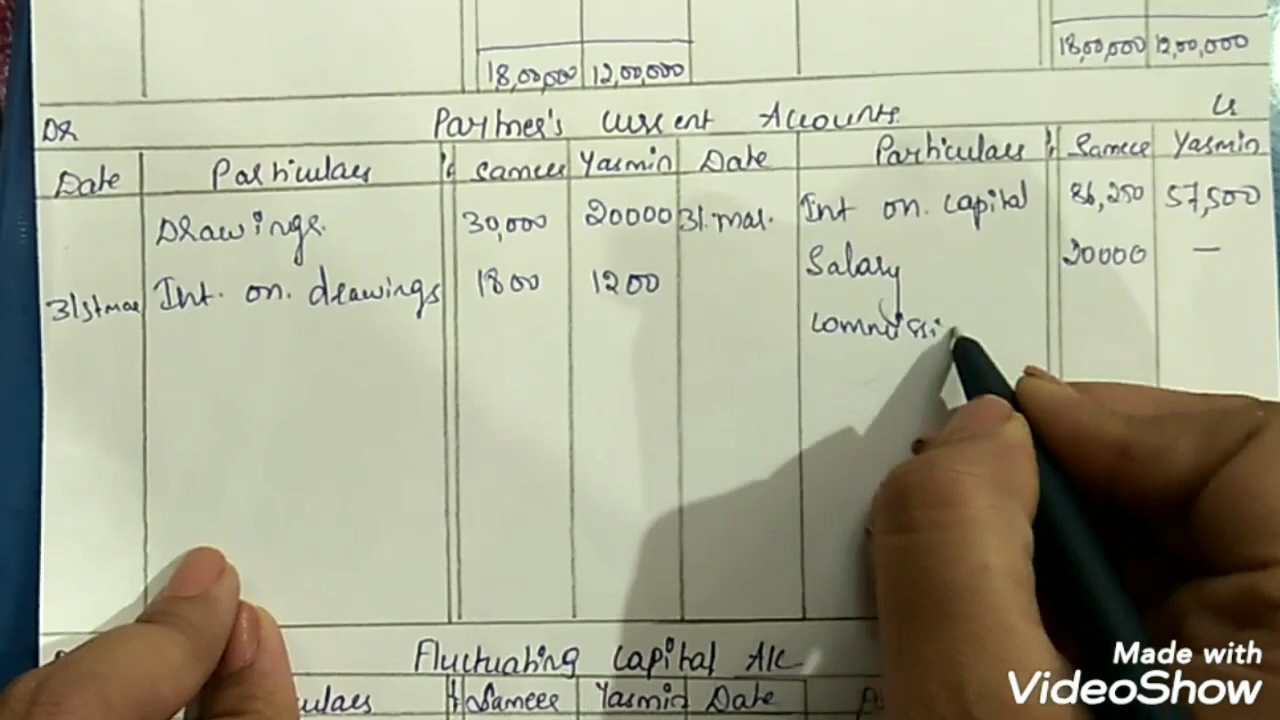 18,00,000 12,00,000
18,00,000 12,00,000
Dr Partner's Current Accounts. Cr
Date Particulars Sameer Yasmin Date Particulars Sameer Yasmin
Drawings. 30,000 20000 31. mar. Int on. capital 86,250 57,500
Salary 20000 —
31st mar Int. on. drawings 1800 1200
Commissi
Fluctuating Capital A/c
ulars Sameer Yasmin Date
Made with
VideoShow